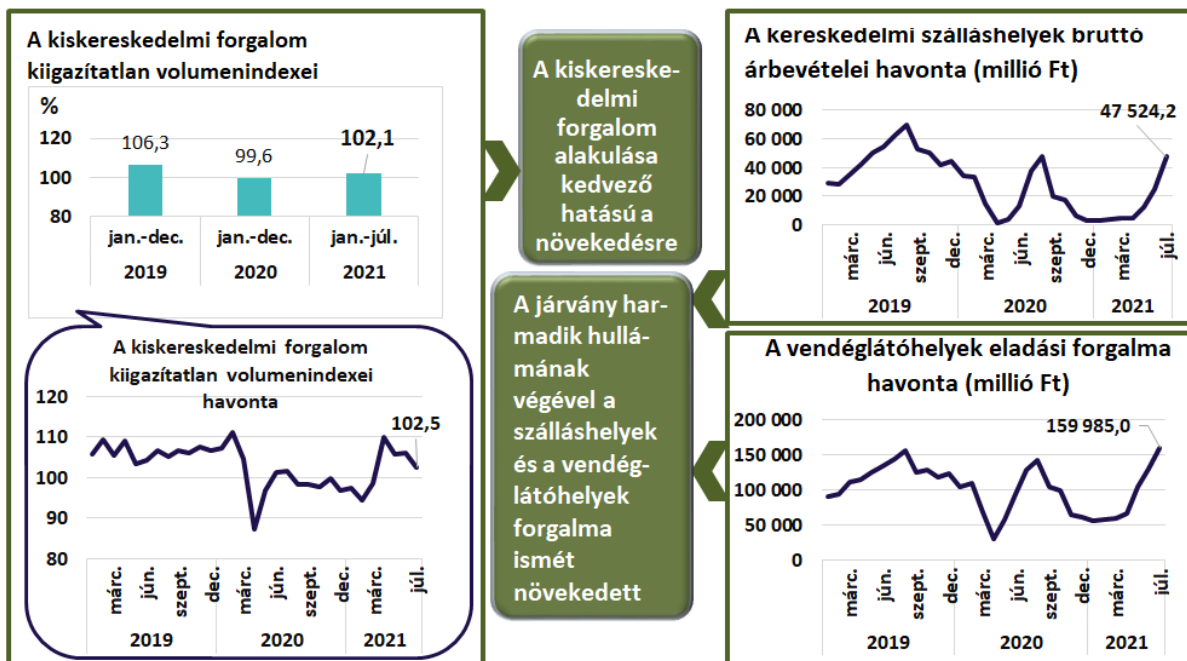 A kiskereskedelmi forgalom
kiigazítatlan volumenindexei
%
120
100
80
106,3
99,6
102,1
jan.-dec.
jan.-dec.
jan.-júl.
2019
2020
2021
A kiskereskedelmi forgalom
kiigazítatlan volumenindexei
havonta
120
110
100
90
80
102,5
márc.
jún.
szept.
dec.
márc.
jún.
szept.
dec.
márc.
júl.
2019
2020
2021
A kiskereske-
delmi
forgalom
alakulása
kedvező
hatású a
növekedésre
A járvány har-
madik hullá-
mának
végével a
szálláshelyek
és a vendég-
látóhelyek
forgalma
ismét
növekedett
A kereskedelmi szálláshelyek bruttó
árbevételei havonta (millió Ft)
80 000
60 000
40 000
20 000
0
47 524,2
márc.
jún.
szept.
dec.
márc.
jún.
szept.
dec.
márc.
júl.
2019
2020
2021
A vendéglátóhelyek eladási forgalma
havonta (millió Ft)
200 000
150 000
100 000
50 000
0
159 985,0
márc.
jún.
szept.
dec.
márc.
jún.
szept.
dec.
márc.
júl.
2019
2020
2021